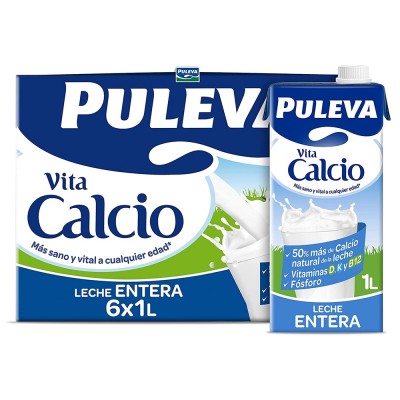 PULEVA
PULEVA
Vita
Calcio
Más sano y vital a cualquier edad*
LECHE ENTERA
6x1L
PULEVA
Vita
Calcio
Más sano y vital a cualquier edad*
50% más de Calcio
natural de la leche
Vitaminas D, K y B12
Fósforo
1L
LECHE
ENTERA